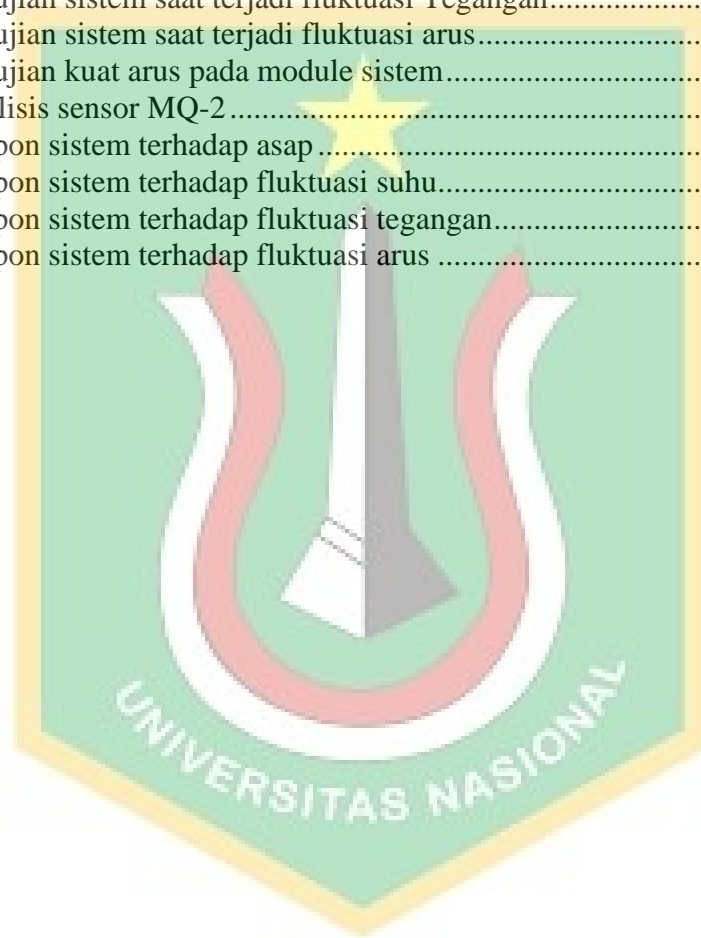 ujian sistem saat terjadi fluktuasi Tegangan
ujian sistem saat terjadi fluktuasi arus
ujian kuat arus pada module sistem
lisis sensor MQ-2
pon sistem terhadap asap
pon sistem terhadap fluktuasi suhu
pon sistem terhadap fluktuasi tegangan
pon sistem terhadap fluktuasi arus
UNIVERSITAS NASIONAL